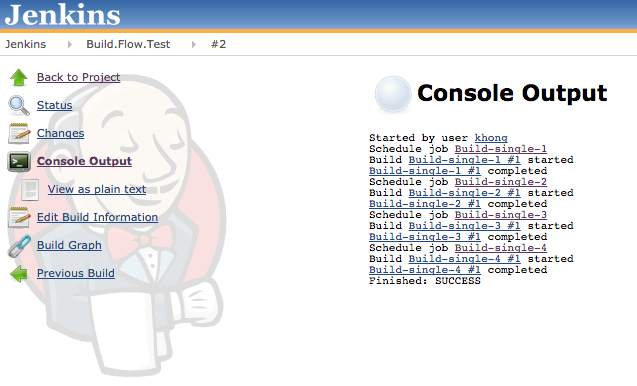 Jenkins
Jenkins Build.Flow.Test #2
Back to Project
Status
Changes
Console Output
View as plain text
Edit Build Information
Build Graph
Previous Build
Console Output
Started by user khong
Schedule job Build-single-1
Build Build-single-1 #1 started
Build-single-1 #1 completed
Schedule job Build-single-2
Build Build-single-2 #1 started
Build-single-2 #1 completed
Schedule job Build-single-3
Build Build-single-3 #1 started
Build-single-3 #1 completed
Schedule job Build-single-4
Build Build-single-4 #1 started
Build-single-4 #1 completed
Finished: SUCCESS